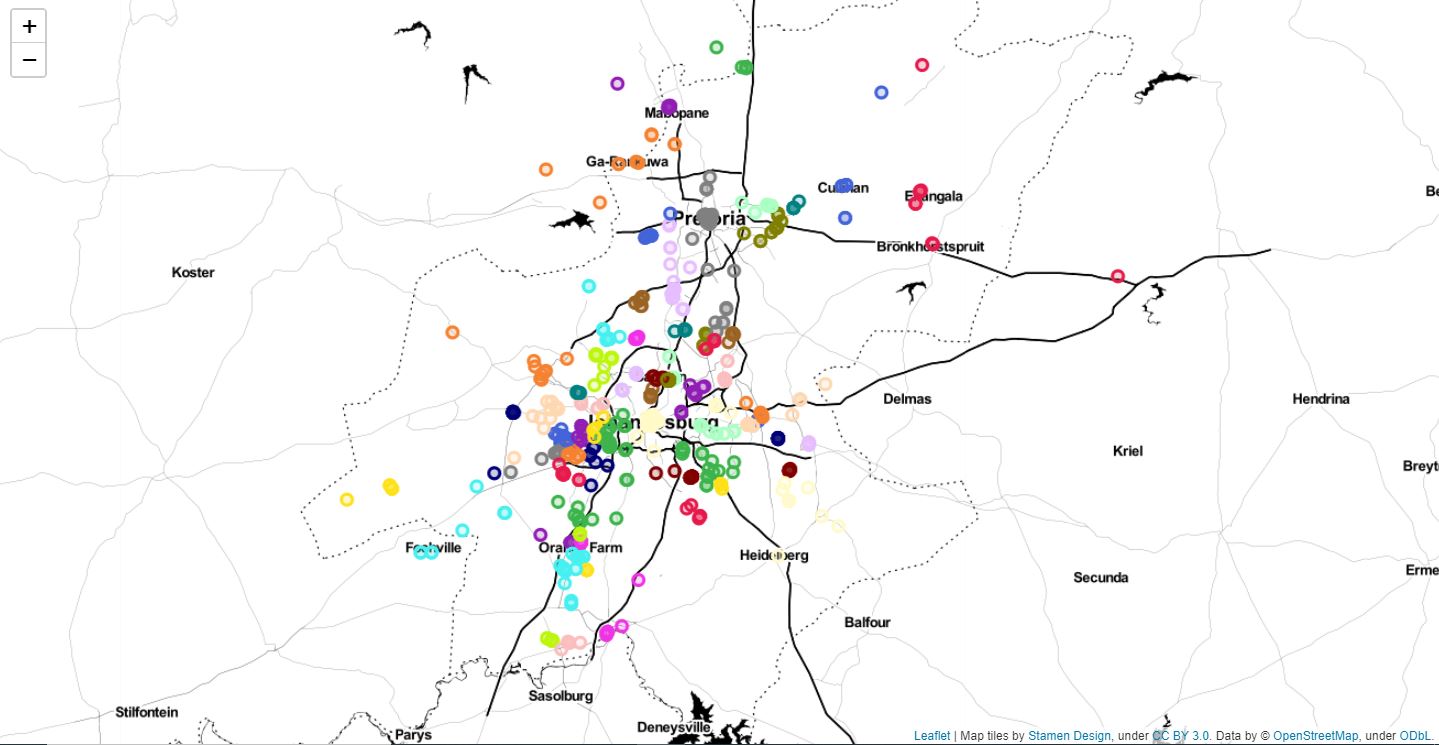 +
−
Mabopane
Ga-Rankuwa
Cullinan
Ekangala
Be
Pretoria
Bronkhorstspruit
Koster
Delmas
Hendrina
Johannesburg
Kriel
Breyt
Fochville
Orange Farm
Heidelberg
Erme
Secunda
Balfour
Sasolburg
Stilfontein
Deneysville
Parys
Leaflet | Map tiles by Stamen Design, under CC BY 3.0. Data by © OpenStreetMap, under ODbL.